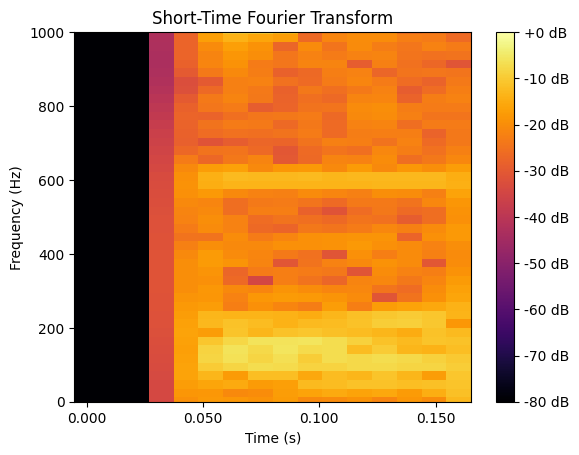 Short-Time Fourier Transform
Frequency (Hz)
1000
800
600
400
200
0
0.000
0.050
0.100
0.150
Time (s)
+0 dB
-10 dB
-20 dB
-30 dB
-40 dB
-50 dB
-60 dB
-70 dB
-80 dB